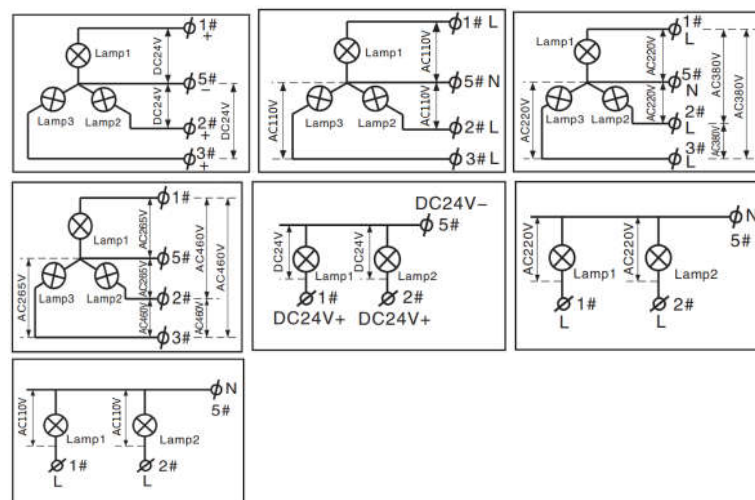 1#
+
Lamp1
DC24V
5#
-
DC24V
DC24V
Lamp3
Lamp2
2#
+
3#
+
1# L
Lamp1
AC110V
5# N
AC110V
AC110V
Lamp3
Lamp2
2# L
3# L
1#
L
Lamp1
AC220V
AC380V
AC380V
5#
N
AC220V
AC220V
2#
L
Lamp3
Lamp2
AC380V
3#
L
1#
AC265V
AC460V
AC460V
Lamp1
5#
AC265V
AC265V
Lamp3
Lamp2
2#
AC460V
AC460V
3#
DC24V-
5#
DC24V
DC24V
Lamp1
Lamp2
1#
2#
DC24V+
DC24V+
N
5#
AC220V
AC220V
Lamp1
Lamp2
1#
2#
L
L
N
5#
AC110V
AC110V
Lamp1
Lamp2
1#
2#
L
L